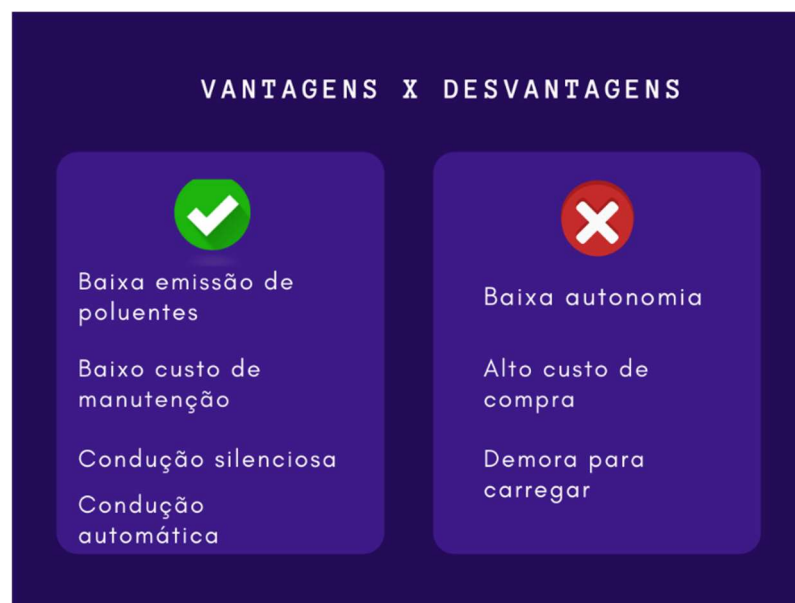 VANTAGENS X DESVANTAGENS
Baixa emissão de
poluentes
Baixo custo de
manutenção
Condução silenciosa
Condução
automática
Baixa autonomia
Alto custo de
compra
Demora para
carregar